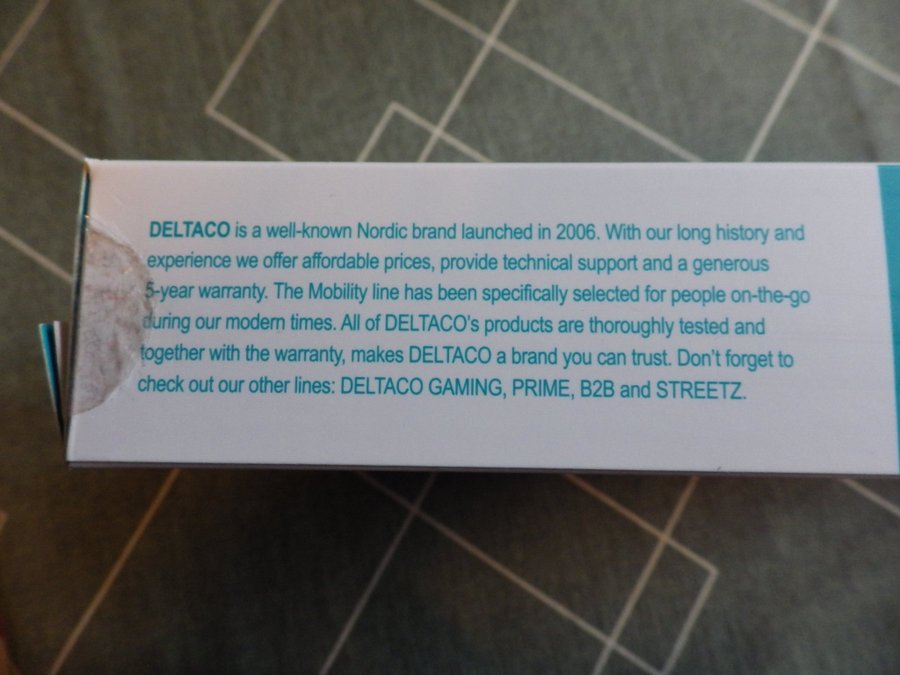 DELTACO is a well-known Nordic brand launched in 2006. With our long history and
experience we offer affordable prices, provide technical support and a generous
5-year warranty. The Mobility line has been specifically selected for people on-the-go
during our modern times. All of DELTACO's products are thoroughly tested and
together with the warranty, makes DELTACO a brand you can trust. Don't forget to
check out our other lines: DELTACO GAMING, PRIME, B2B and STREETZ.